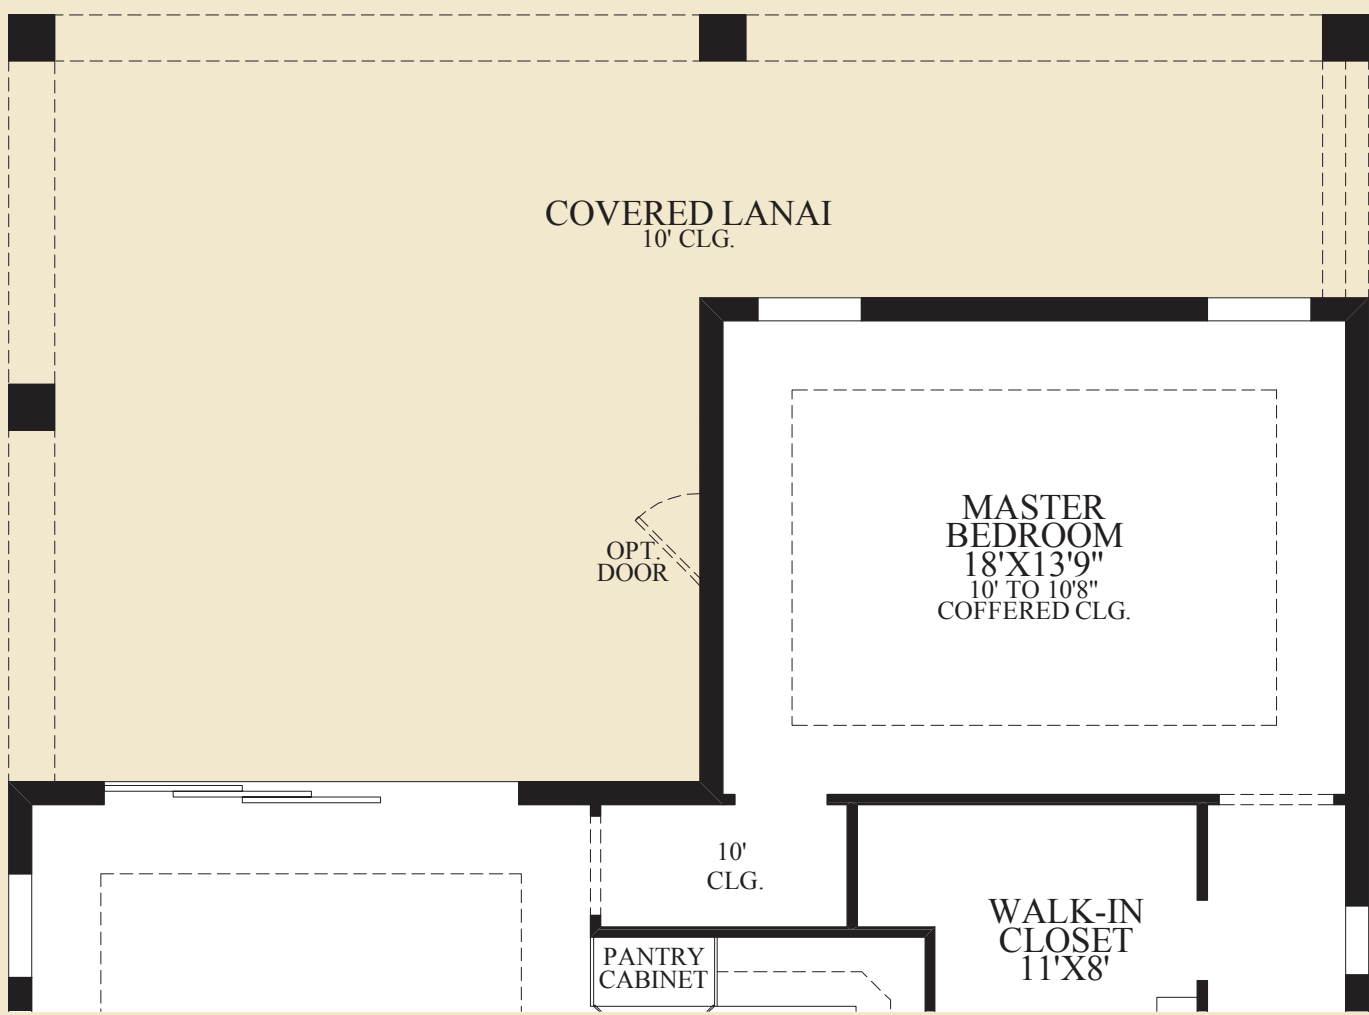 COVERED LANAI
10' CLG.
OPT.
DOOR
MASTER
BEDROOM
18'X13'9"
10' TO 10'8"
COFFERED CLG.
10'
CLG.
WALK-IN
CLOSET
11'X8'
PANTRY
CABINET